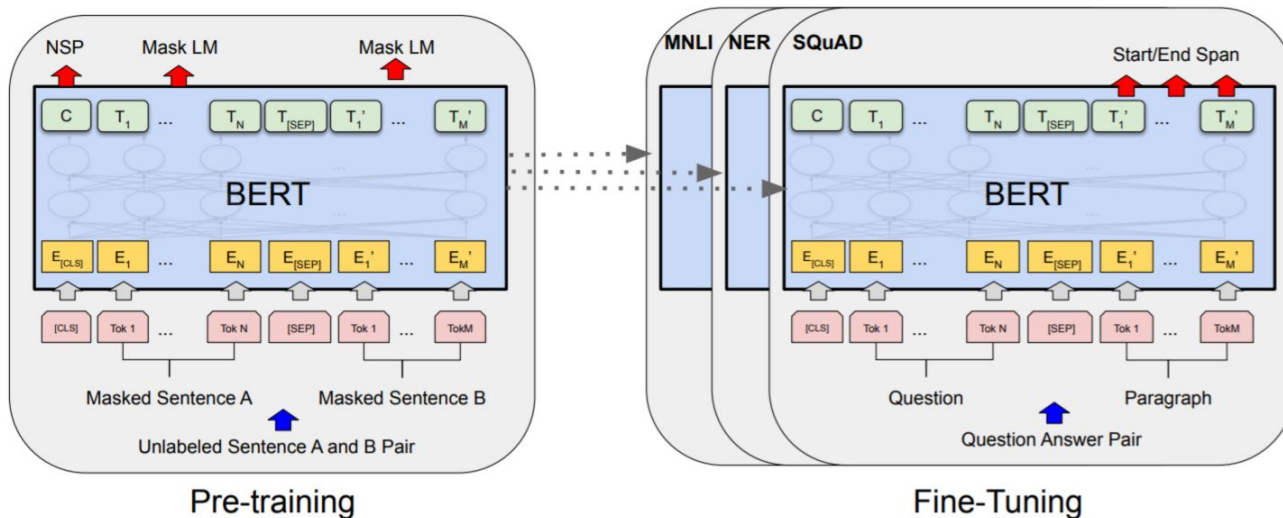 NSP Mask LM Mask LM
C T1 ... TN T[SEP] T1' ... TM'
BERT
E[CLS] E1 ... EN E[SEP] E1' ... EM'
[CLS] Tok 1 ... Tok N [SEP] Tok 1 ... TokM
Masked Sentence A Masked Sentence B
Unlabeled Sentence A and B Pair
Pre-training
MNLI NER SQuAD
Start/End Span
C T1 ... TN T[SEP] T1' ... TM'
BERT
E[CLS] E1 ... EN E[SEP] E1' ... EM'
[CLS] Tok 1 ... Tok N [SEP] Tok 1 ... TokM
Question Paragraph
Question Answer Pair
Fine-Tuning